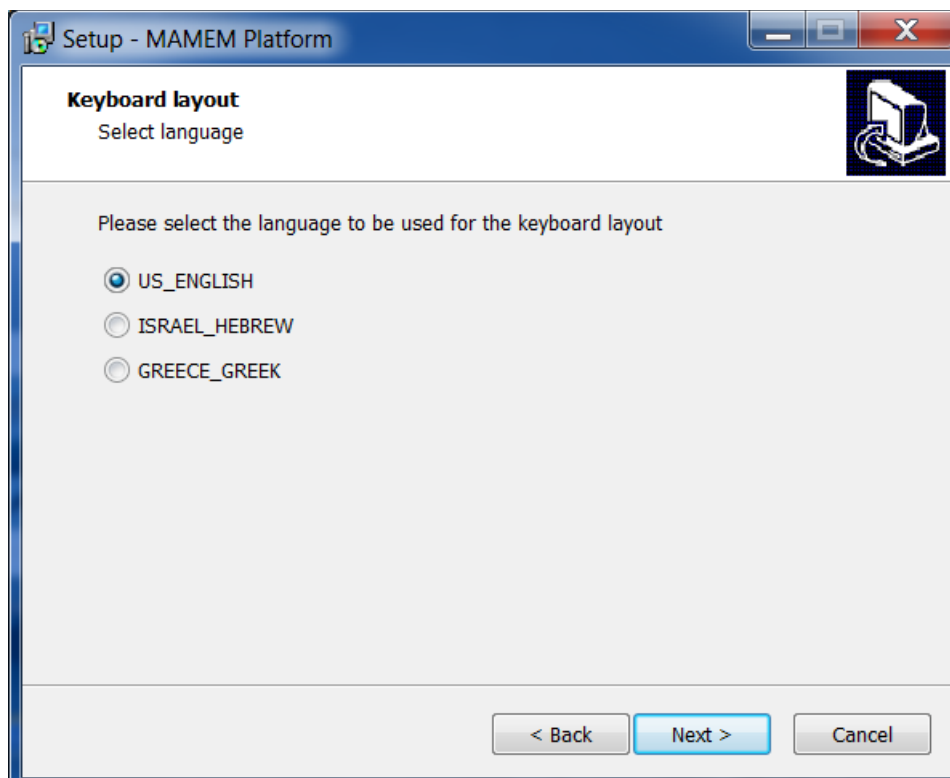 Setup - MAMEM Platform
Keyboard layout
Select language
Please select the language to be used for the keyboard layout
US_ENGLISH
ISRAEL_HEBREW
GREECE_GREEK
< Back Next > Cancel